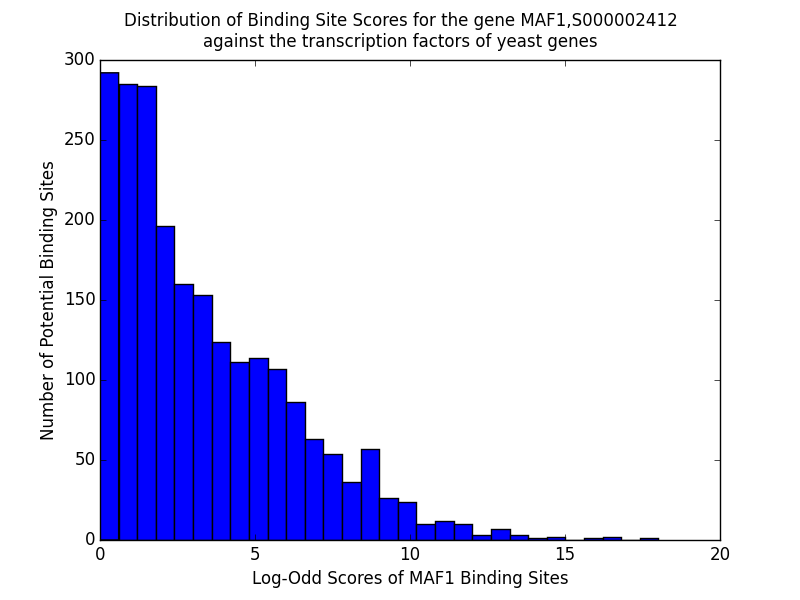 Distribution of Binding Site Scores for the gene MAF1,S000002412
against the transcription factors of yeast genes
300
250
200
150
100
50
0
Number of Potential Binding Sites
0 5 10 15 20
Log-Odd Scores of MAF1 Binding Sites